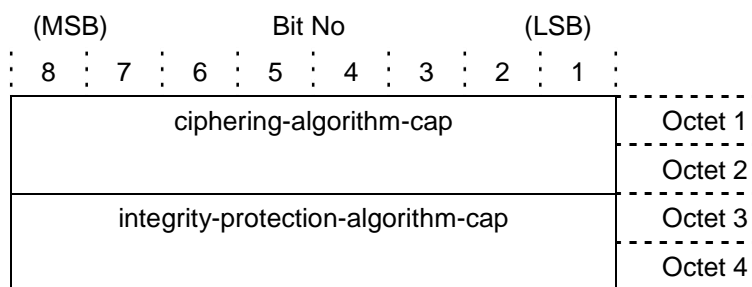 (MSB) Bit No (LSB)
8 7 6 5 4 3 2 1
ciphering-algorithm-cap Octet 1
Octet 2
integrity-protection-algorithm-cap Octet 3
Octet 4